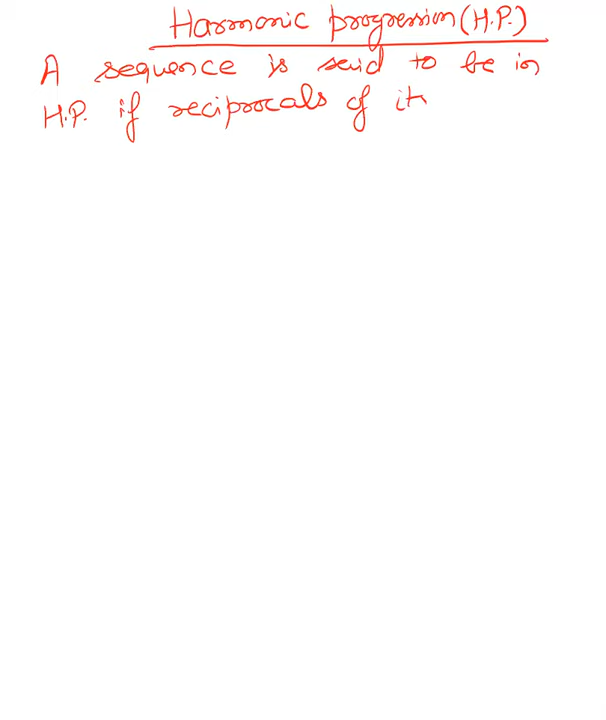 Harmonic progression (H.P.)
A sequence is said to be in
H.P. if reciprocals of its